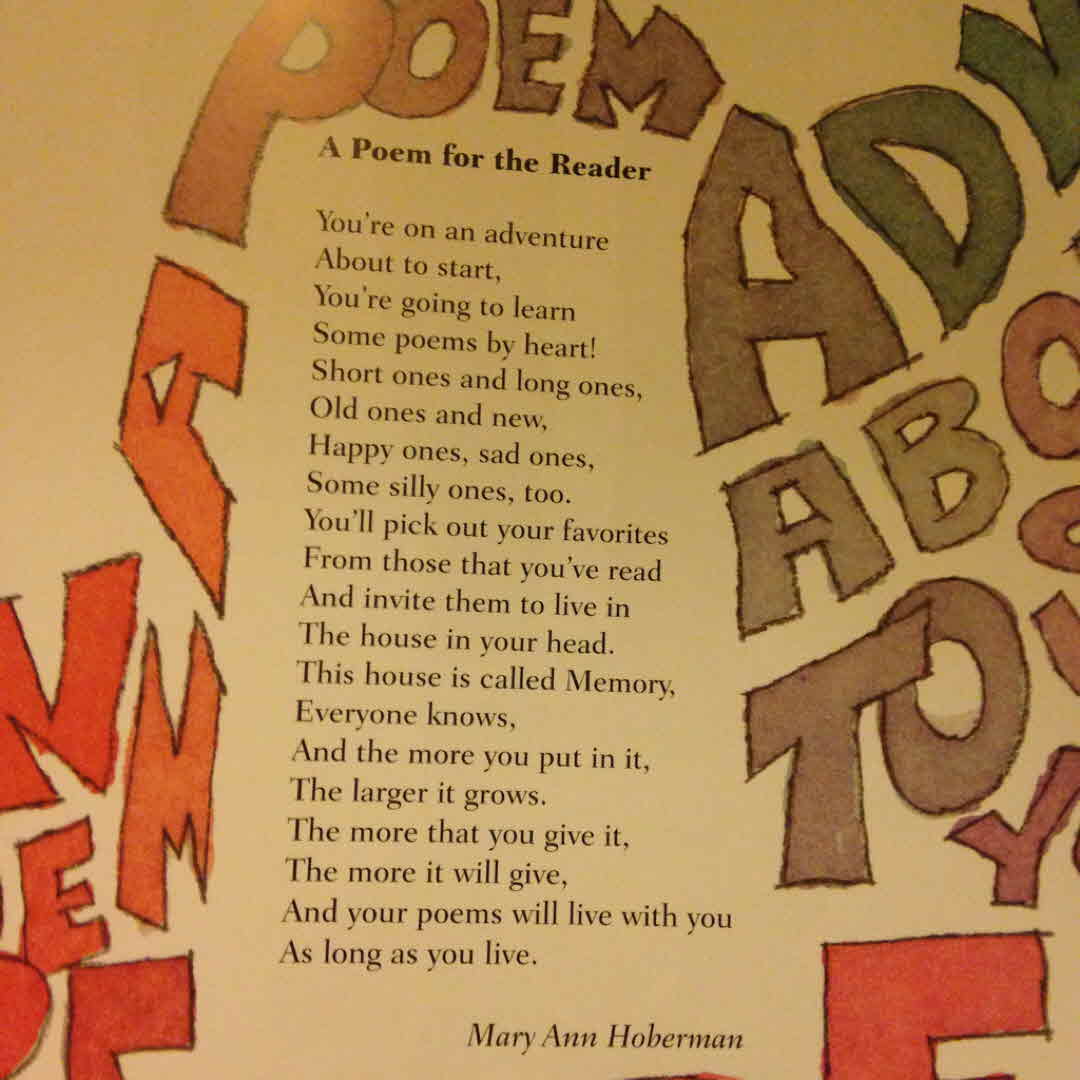 POEM
A Poem for the Reader
You're on an adventure
About to start,
You're going to learn
Some poems by heart!
Short ones and long ones,
Old ones and new,
Happy ones, sad ones,
Some silly ones, too.
You'll pick out your favorites
From those that you've read
And invite them to live in
The house in your head.
This house is called Memory,
Everyone knows,
And the more you put in it,
The larger it grows.
The more that you give it,
The more it will give,
And your poems will live with you
As long as you live.
Mary Ann Hoberman
A
ADV
ABO
TO